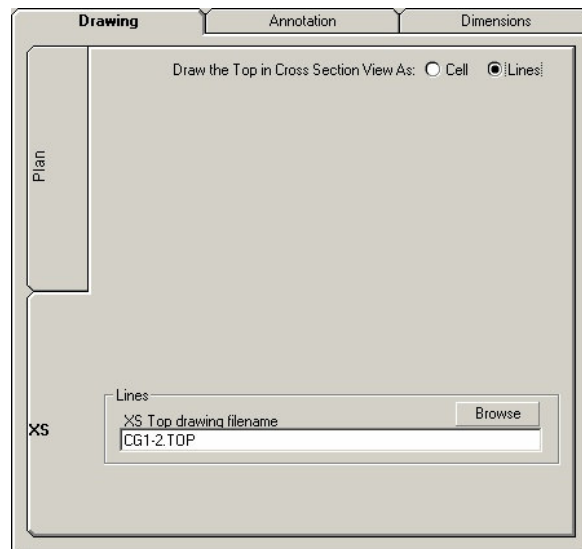 Drawing Annotation Dimensions
Draw the Top in Cross Section View As: Cell Lines
Plan
XS
Lines
XS Top drawing filename Browse
CG1-2.TOP